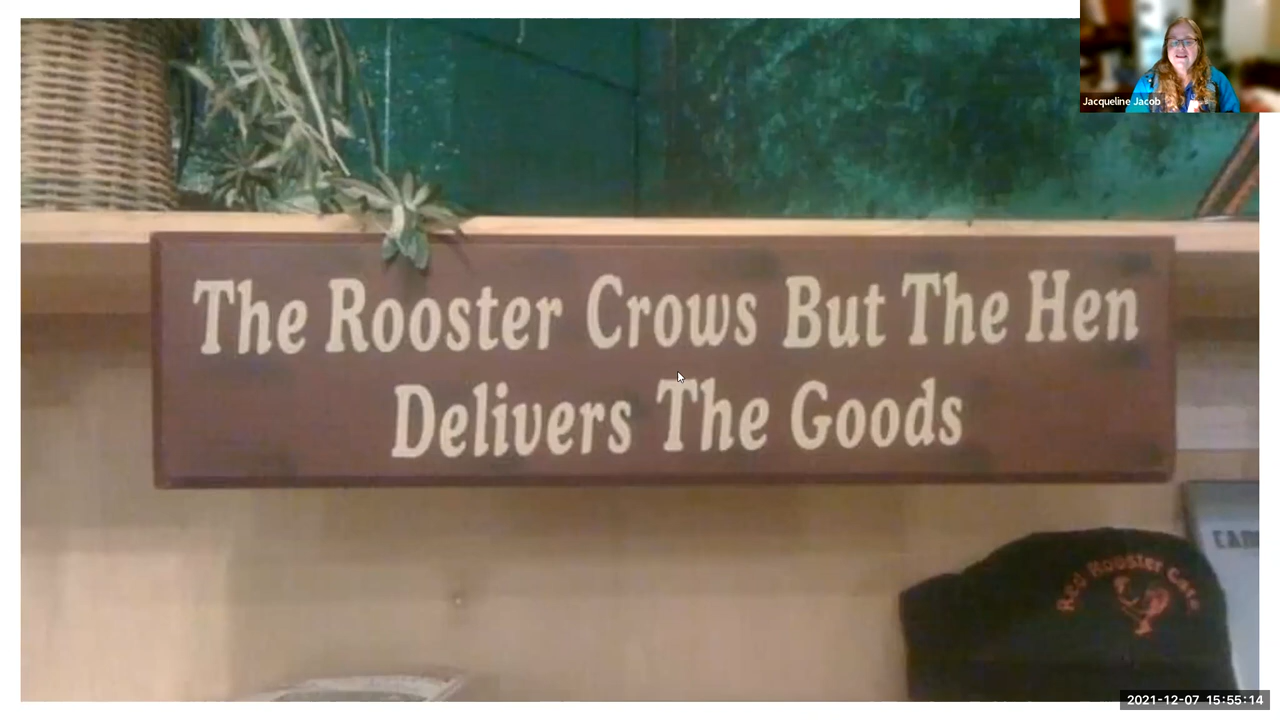 Jacqueline Jacob
The Rooster Crows But The Hen
Delivers The Goods
Red Rooster Cafe
2021-12-07 15:55:14